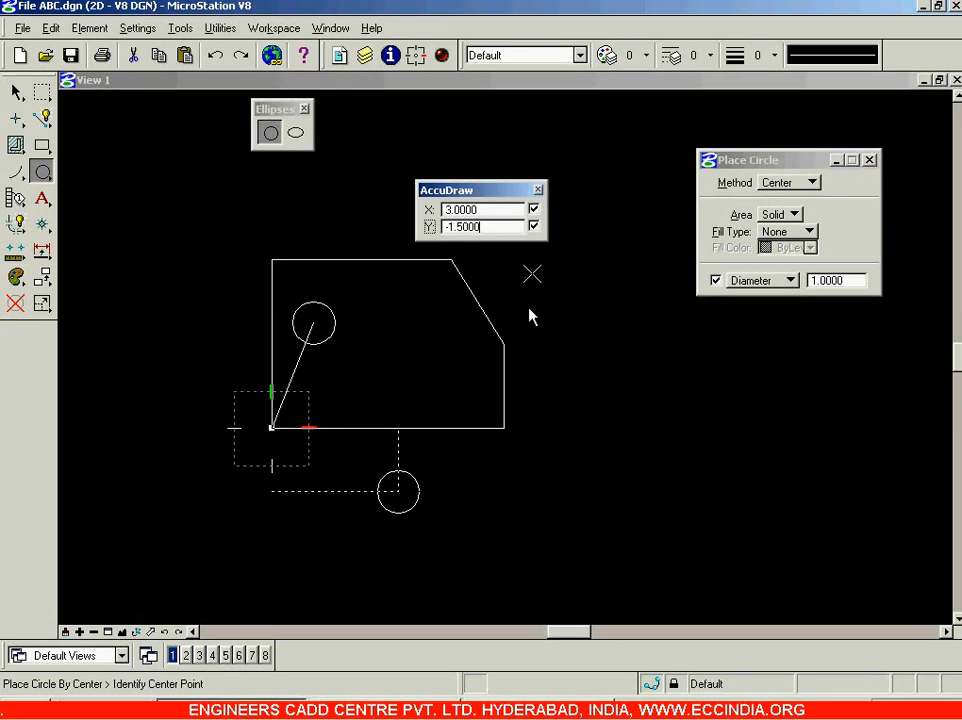 File ABC.dgn (2D - V8 DGN) - MicroStation V8
File Edit Element Settings Tools Utilities Workspace Window Help
Default 0 0 0
View 1
Ellipses
Place Circle
Method Center
Area Solid
Fill Type: None
Fill Color: ByLev
Diameter 1.0000
AccuDraw
X: 3.0000
Y: -1.5000
Default Views 1 2 3 4 5 6 7 8
Place Circle By Center > Identify Center Point
Default
. ENGINEERS CADD CENTRE PVT. LTD. HYDERABAD, INDIA, WWW.ECCINDIA.ORG